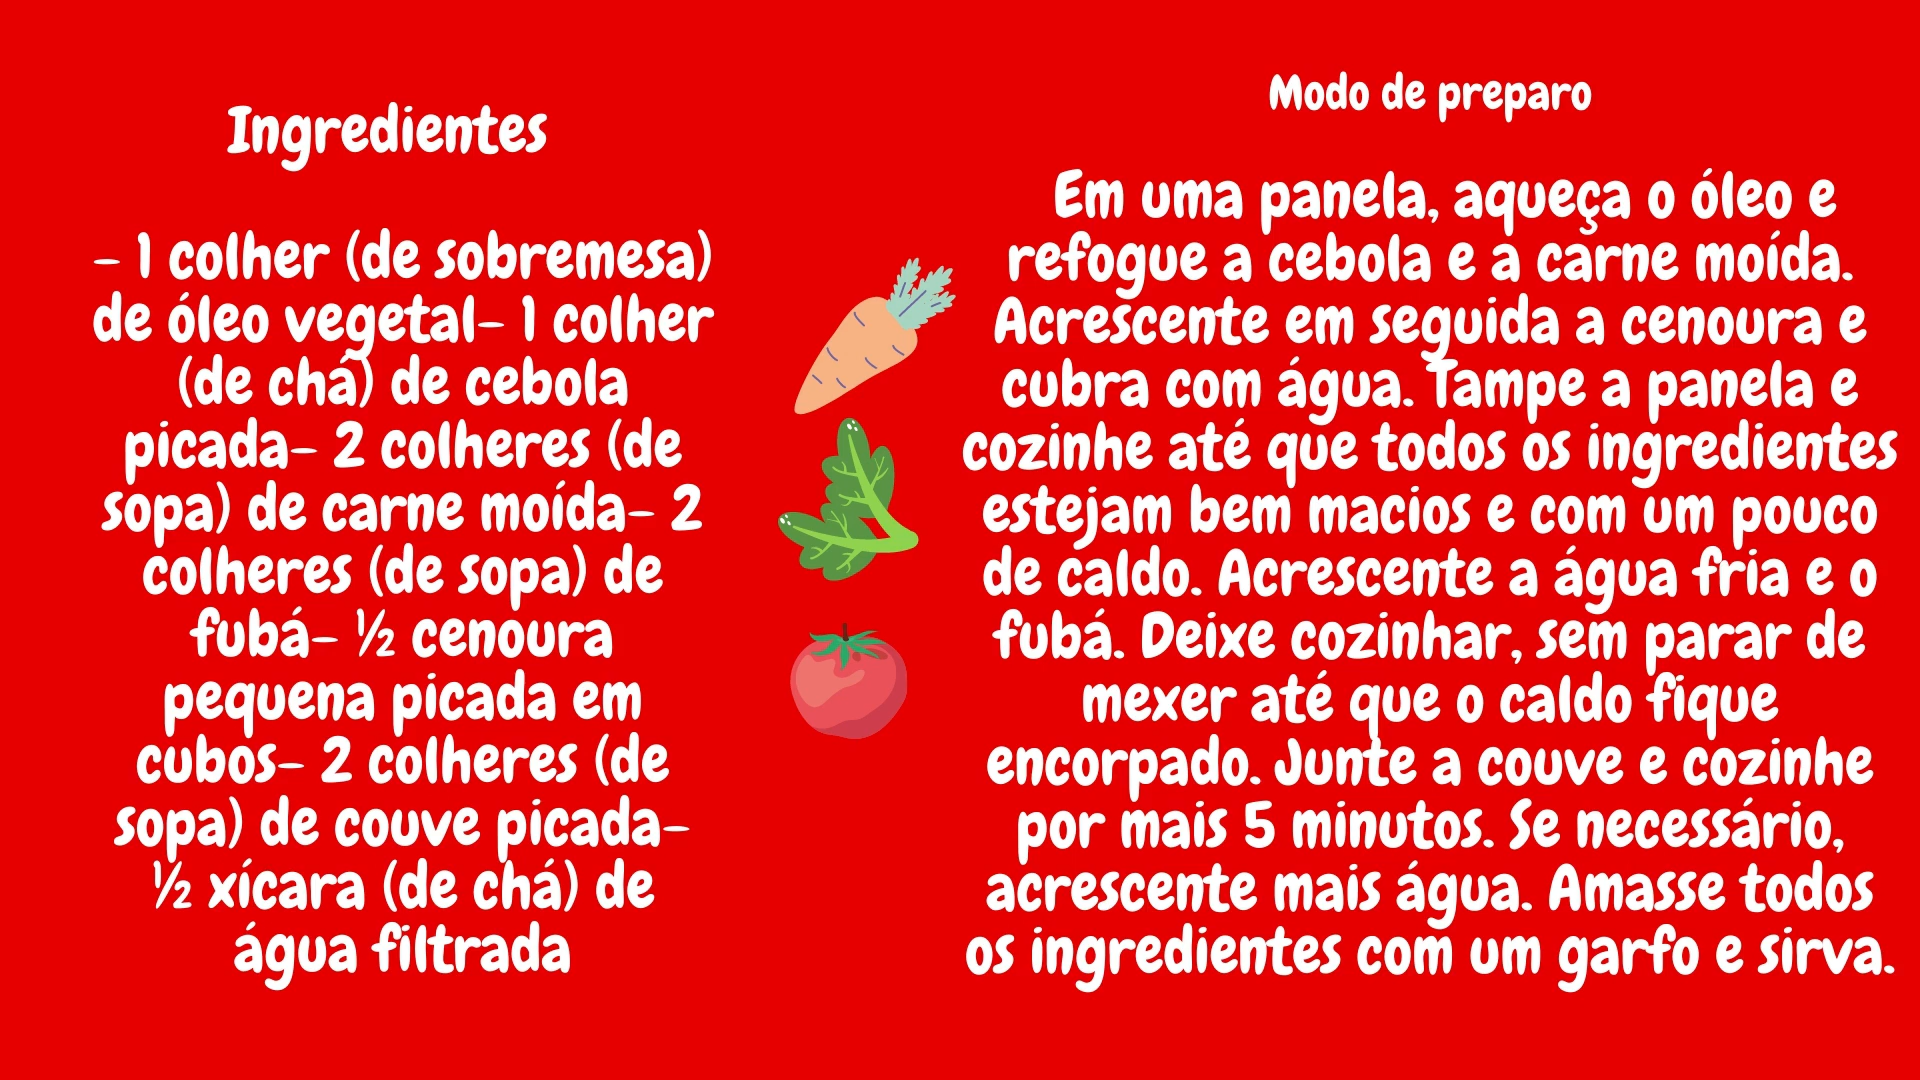 Ingredientes
- 1 colher (de sobremesa)
de óleo vegetal- 1 colher
(de chá) de cebola
picada- 2 colheres (de
sopa) de carne moída- 2
colheres (de sopa) de
fubá- ½ cenoura
pequena picada em
cubos- 2 colheres (de
sopa) de couve picada-
½ xícara (de chá) de
água filtrada
Modo de preparo
Em uma panela, aqueça o óleo e
refogue a cebola e a carne moída.
Acrescente em seguida a cenoura e
cubra com água. Tampe a panela e
cozinhe até que todos os ingredientes
estejam bem macios e com um pouco
de caldo. Acrescente a água fria e o
fubá. Deixe cozinhar, sem parar de
mexer até que o caldo fique
encorpado. Junte a couve e cozinhe
por mais 5 minutos. Se necessário,
acrescente mais água. Amasse todos
os ingredientes com um garfo e sirva.